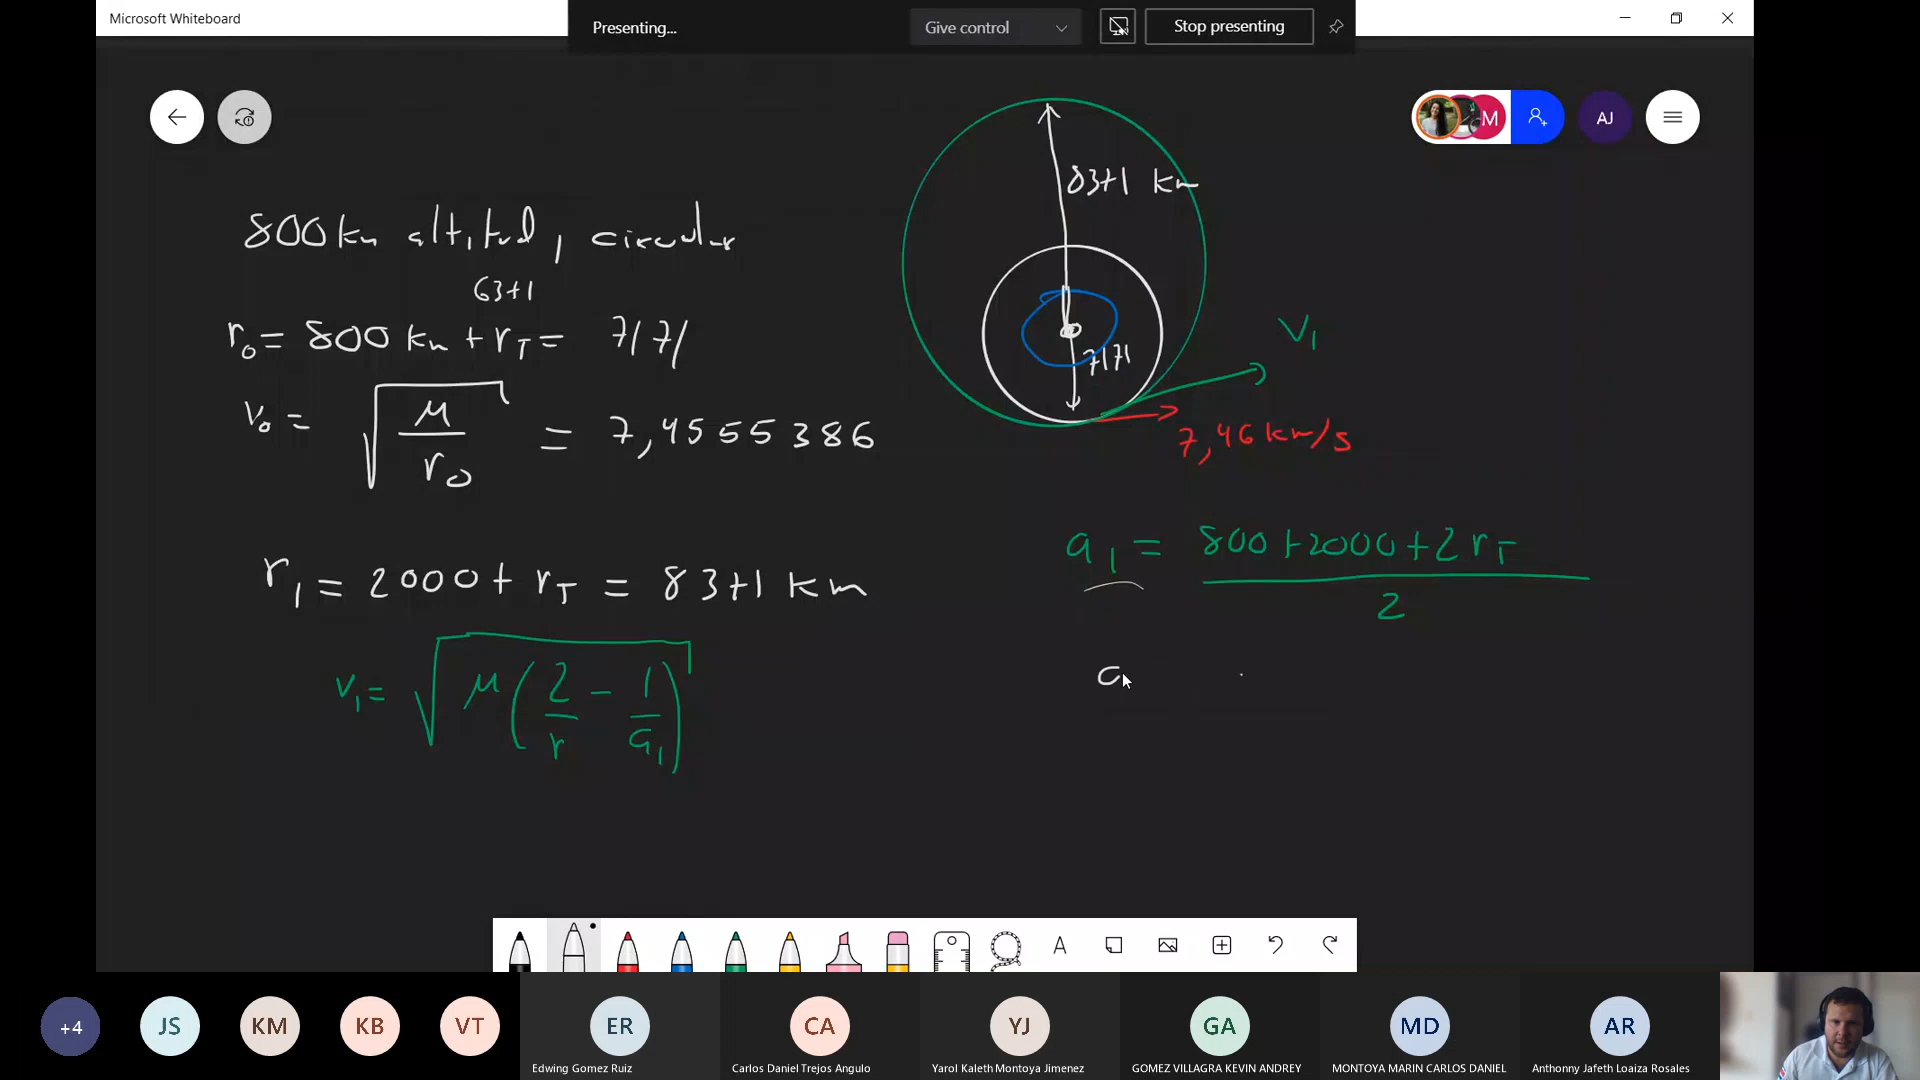 Microsoft Whiteboard
Presenting...
Give control
Stop presenting
M
AJ
800 km altitud, circular
6371
r₀ = 800 km + r_T = 7171
v₀ = √(μ/r₀) = 7,4555386
r₁ = 2000 + r_T = 8371 km
v₁ = √(μ(2/r - 1/a₁))
8371 km
7171
V₁
7,46 km/s
a₁ = (800 + 2000 + 2 r_T)/2
A
+4
JS
KM
KB
VT
ER
CA
YJ
GA
MD
AR
Edwing Gomez Ruiz
Carlos Daniel Trejos Angulo
Yarol Kaleth Montoya Jimenez
GOMEZ VILLAGRA KEVIN ANDREY
MONTOYA MARIN CARLOS DANIEL
Anthonny Jafeth Loaiza Rosales